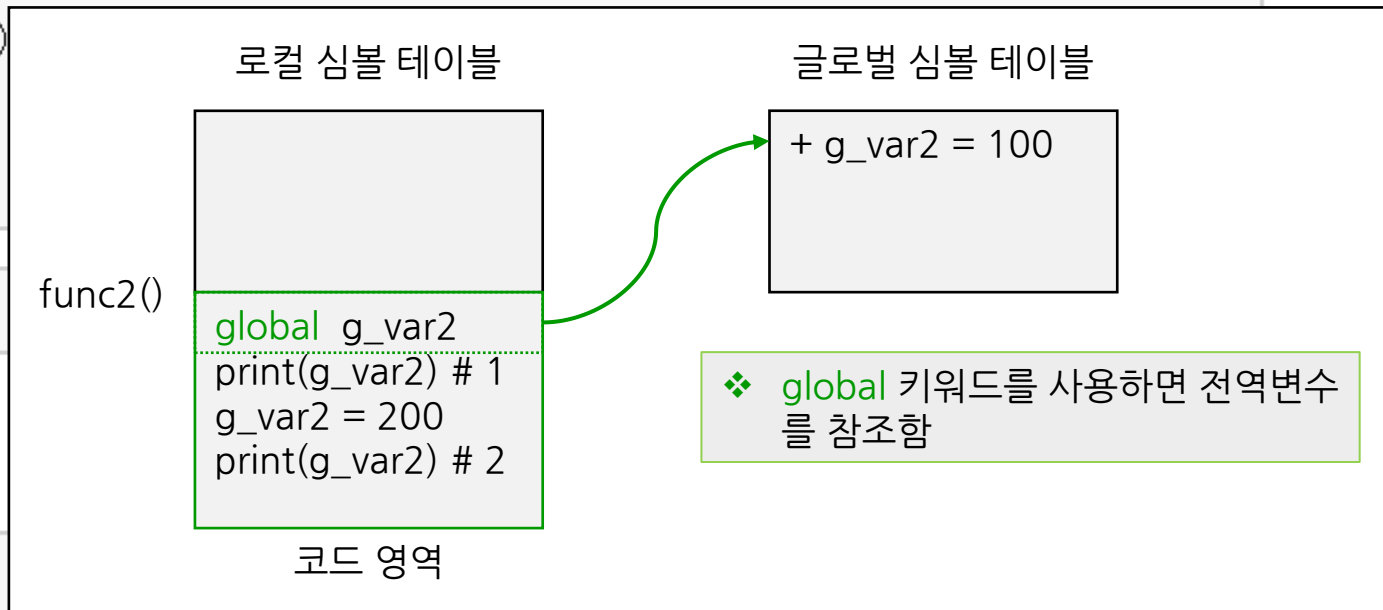 로컬 심볼 테이블
글로벌 심볼 테이블
+ g_var2 = 100
func2()
global g_var2
print(g_var2) # 1
g_var2 = 200
print(g_var2) # 2
❖ global 키워드를 사용하면 전역변수
를 참조함
코드 영역